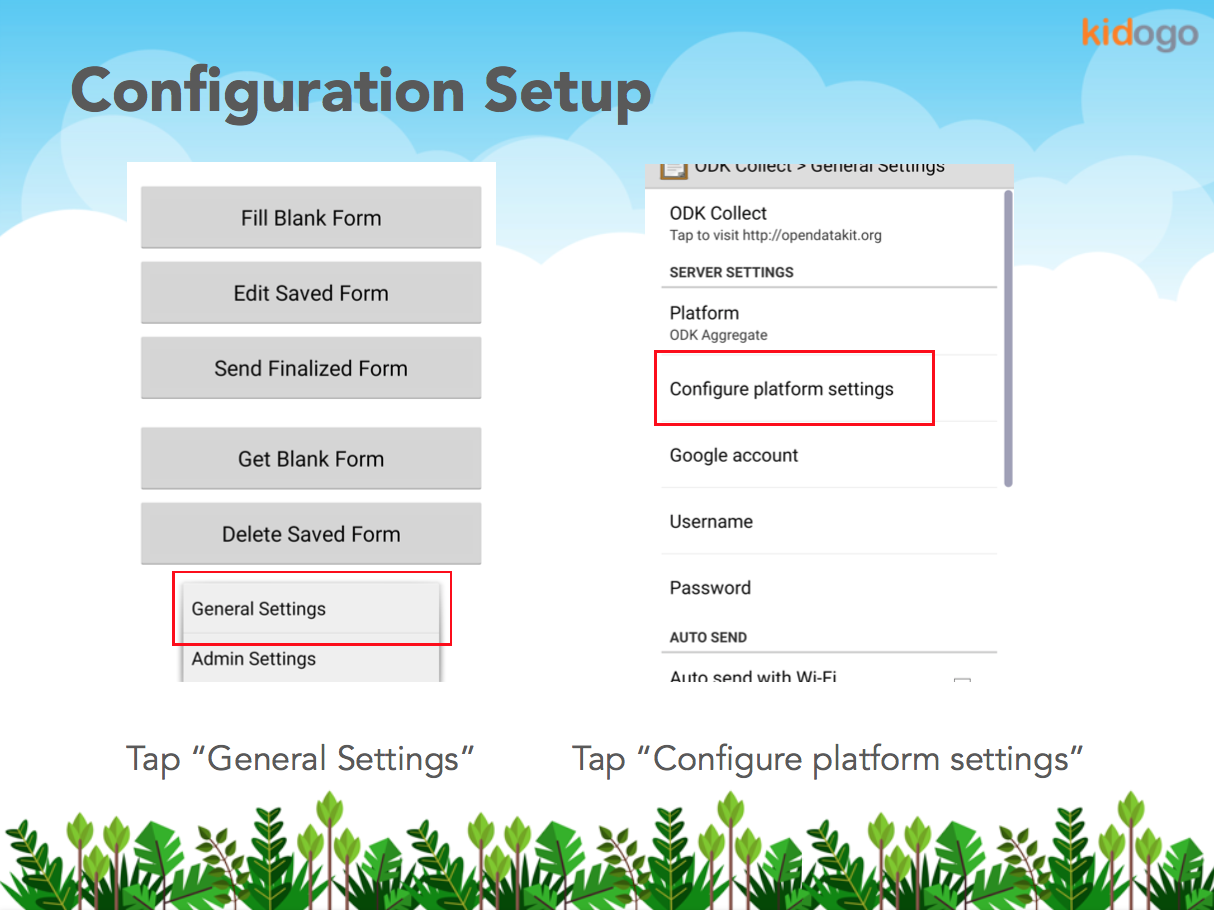 kidogo
Configuration Setup
Fill Blank Form
Edit Saved Form
Send Finalized Form
Get Blank Form
Delete Saved Form
General Settings
Admin Settings
ODK Collect > General Settings
ODK Collect
Tap to visit http://opendatakit.org
SERVER SETTINGS
Platform
ODK Aggregate
Configure platform settings
Google account
Username
Password
AUTO SEND
Auto send with Wi-Fi
Tap “General Settings”
Tap “Configure platform settings”